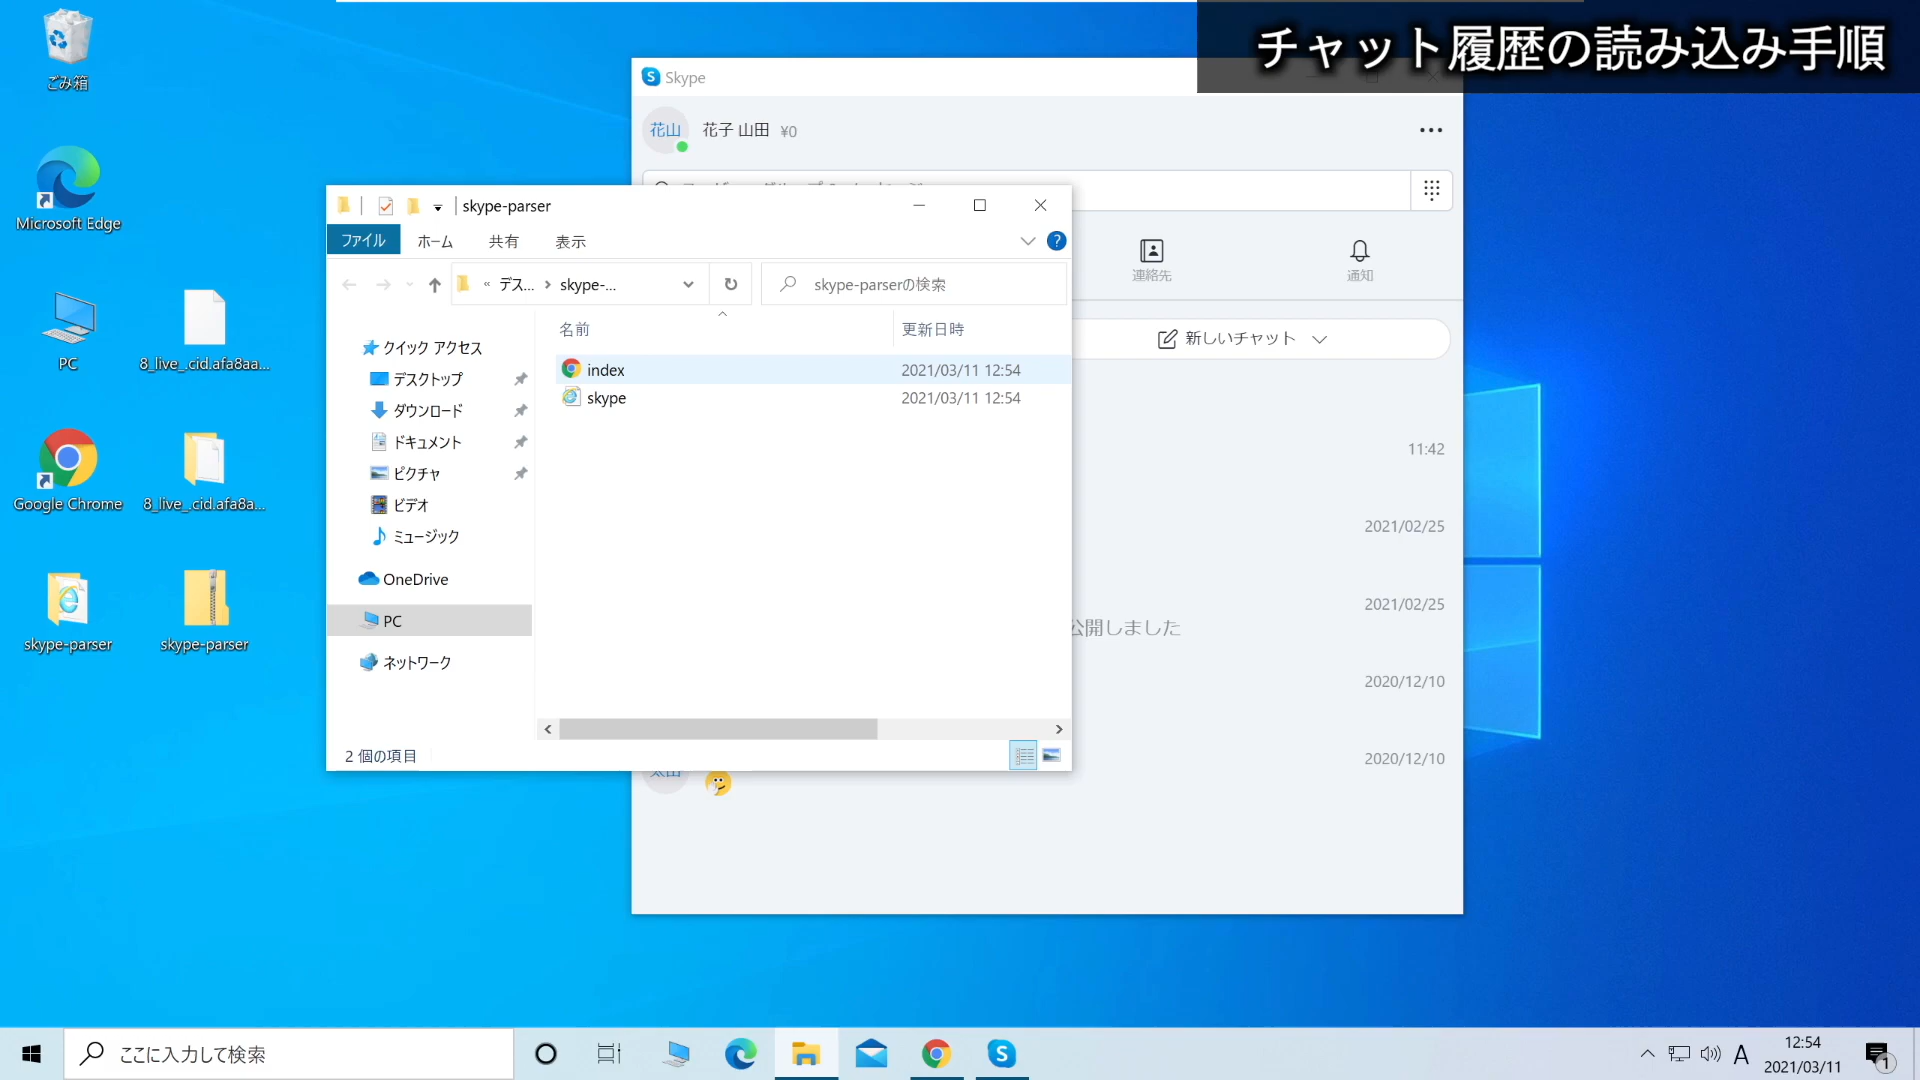 チャット履歴の読み込み手順
ごみ箱
Microsoft Edge
PC
8_live_.cid.afa8aa...
Google Chrome
8_live_.cid.afa8a...
skype-parser
skype-parser
Skype
花山
花子 山田 ¥0
連絡先
通知
新しいチャット
11:42
2021/02/25
2021/02/25
公開しました
2020/12/10
2020/12/10
skype-parser
ファイル
ホーム
共有
表示
« デス... › skype-...
skype-parserの検索
名前
更新日時
index
2021/03/11 12:54
skype
2021/03/11 12:54
クイック アクセス
デスクトップ
ダウンロード
ドキュメント
ピクチャ
ビデオ
ミュージック
OneDrive
PC
ネットワーク
2 個の項目
ここに入力して検索
A
12:54
2021/03/11
1